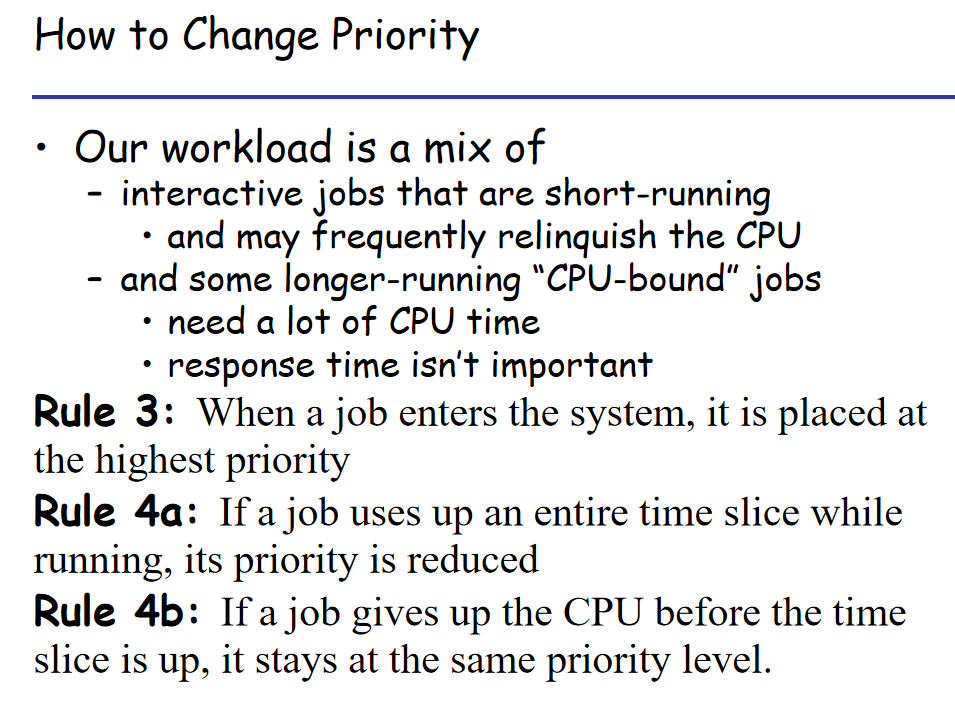 How to Change Priority
• Our workload is a mix of
– interactive jobs that are short-running
• and may frequently relinquish the CPU
– and some longer-running “CPU-bound” jobs
• need a lot of CPU time
• response time isn’t important
Rule 3: When a job enters the system, it is placed at
the highest priority
Rule 4a: If a job uses up an entire time slice while
running, its priority is reduced
Rule 4b: If a job gives up the CPU before the time
slice is up, it stays at the same priority level.